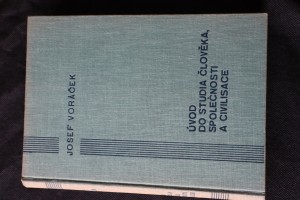 JOSEF VORÁČEK
ÚVOD
DO STUDIA ČLOVĚKA,
SPOLEČNOSTI
A CIVILISACE